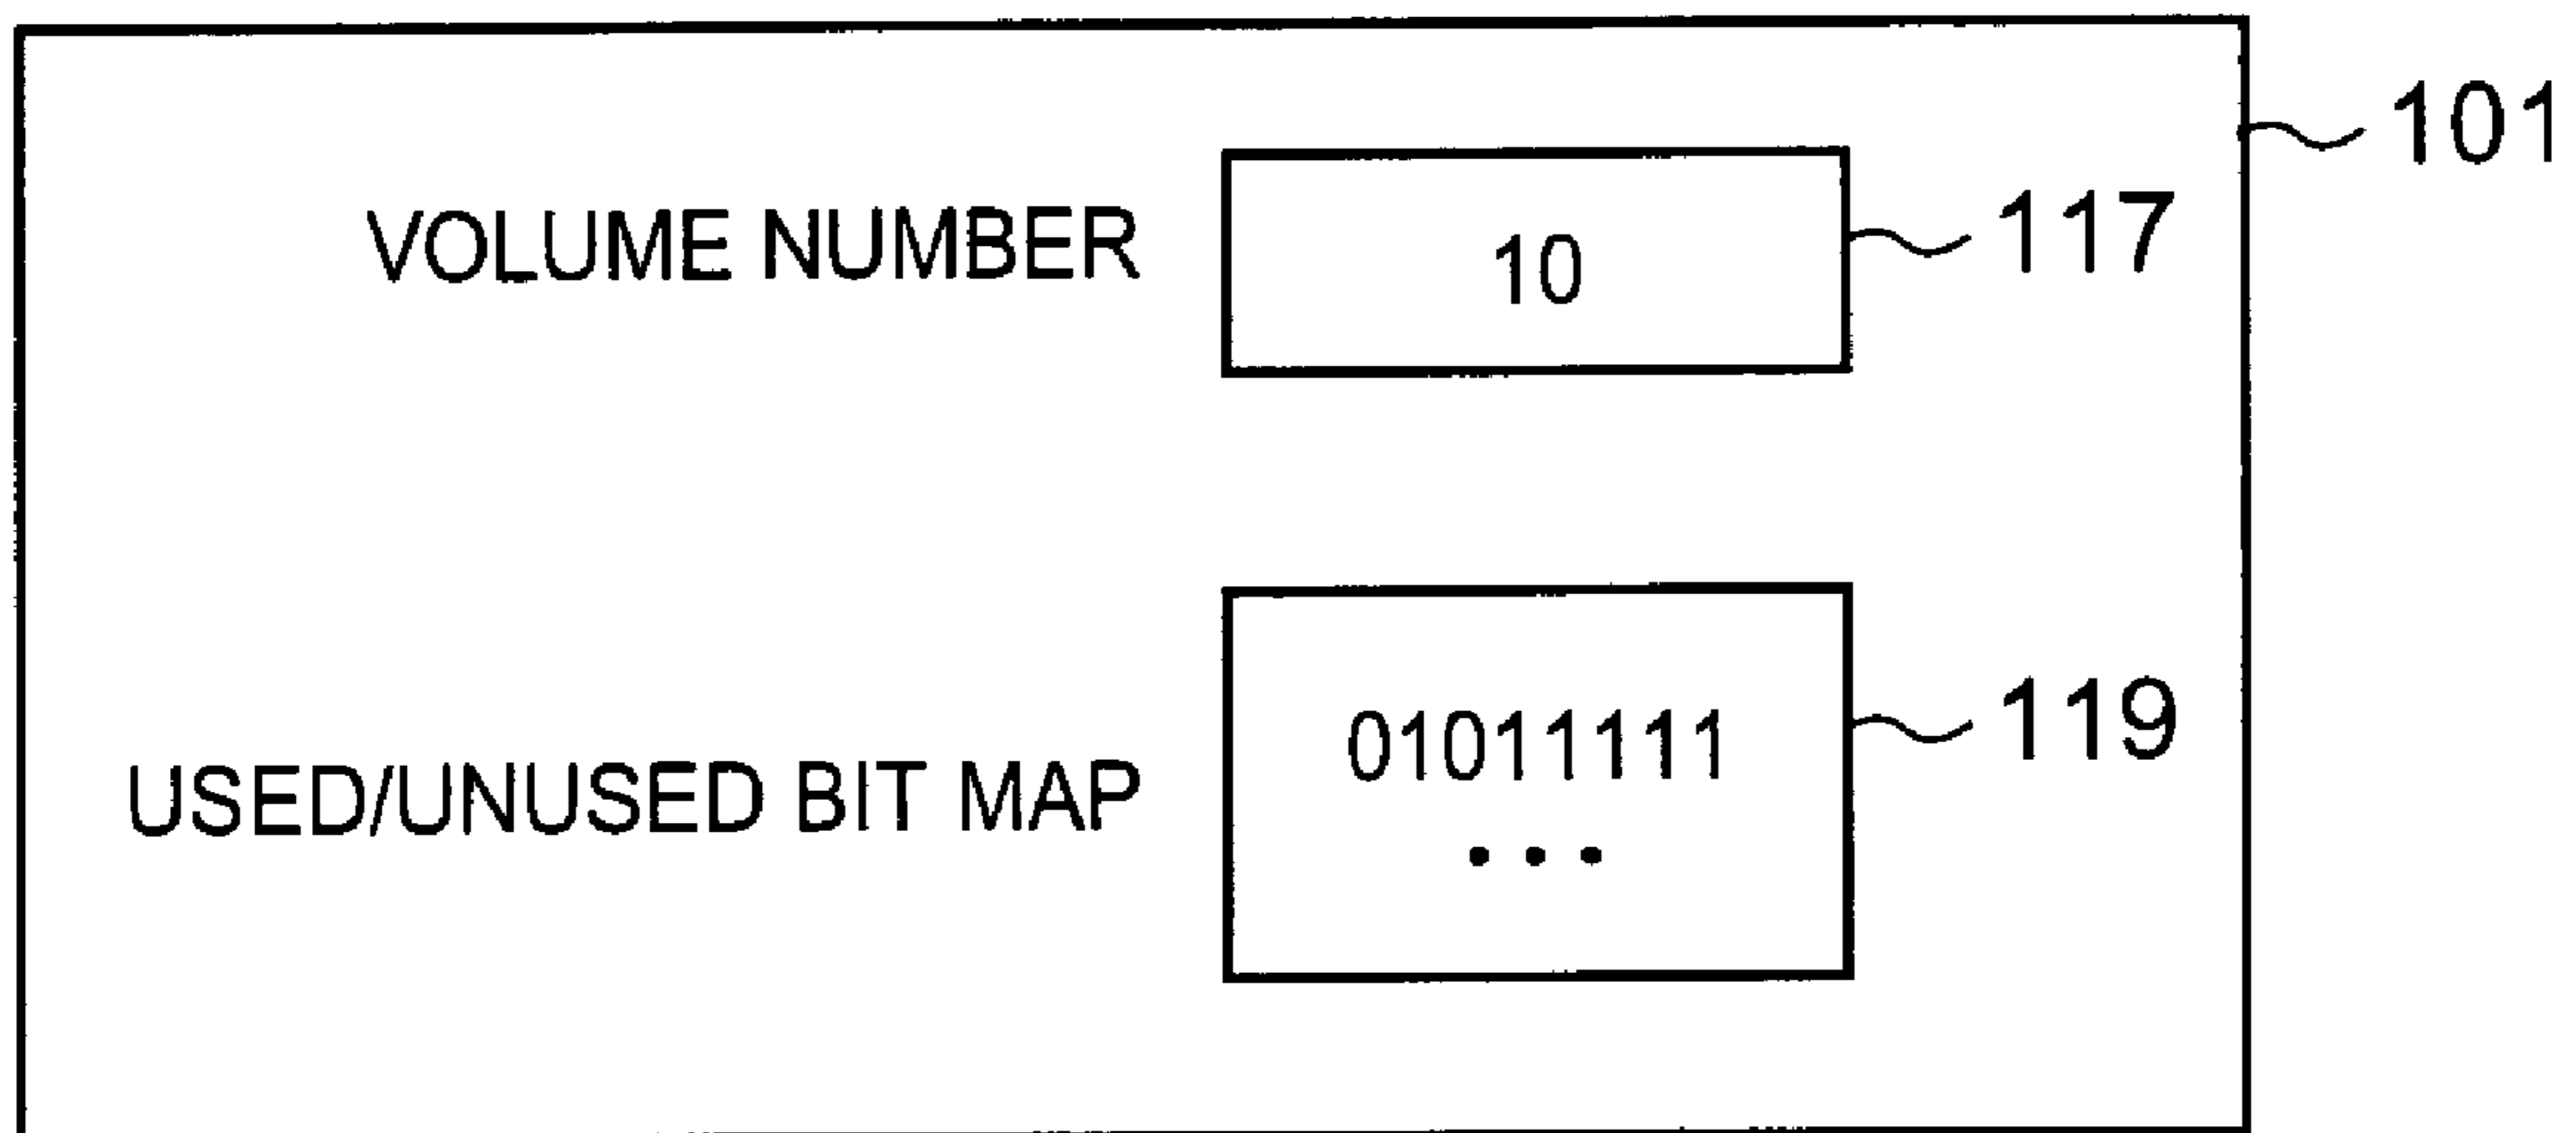 101
VOLUME NUMBER 10 117
01011111 119
USED/UNUSED BIT MAP
...